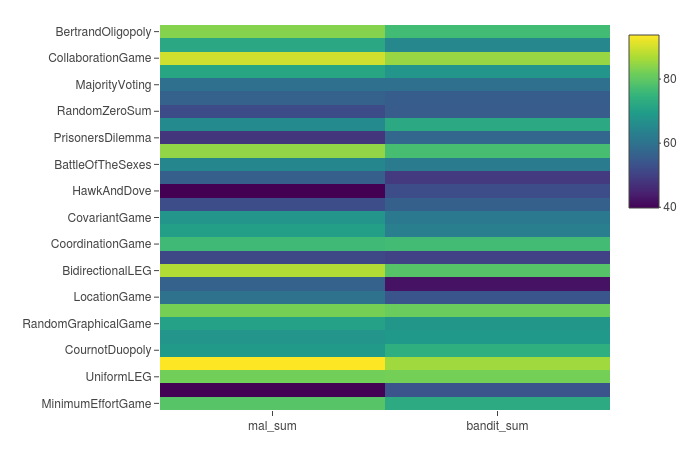 BertrandOligopoly
CollaborationGame
MajorityVoting
RandomZeroSum
PrisonersDilemma
BattleOfTheSexes
HawkAndDove
CovariantGame
CoordinationGame
BidirectionalLEG
LocationGame
RandomGraphicalGame
CournotDuopoly
UniformLEG
MinimumEffortGame
mal_sum
bandit_sum
80
60
40